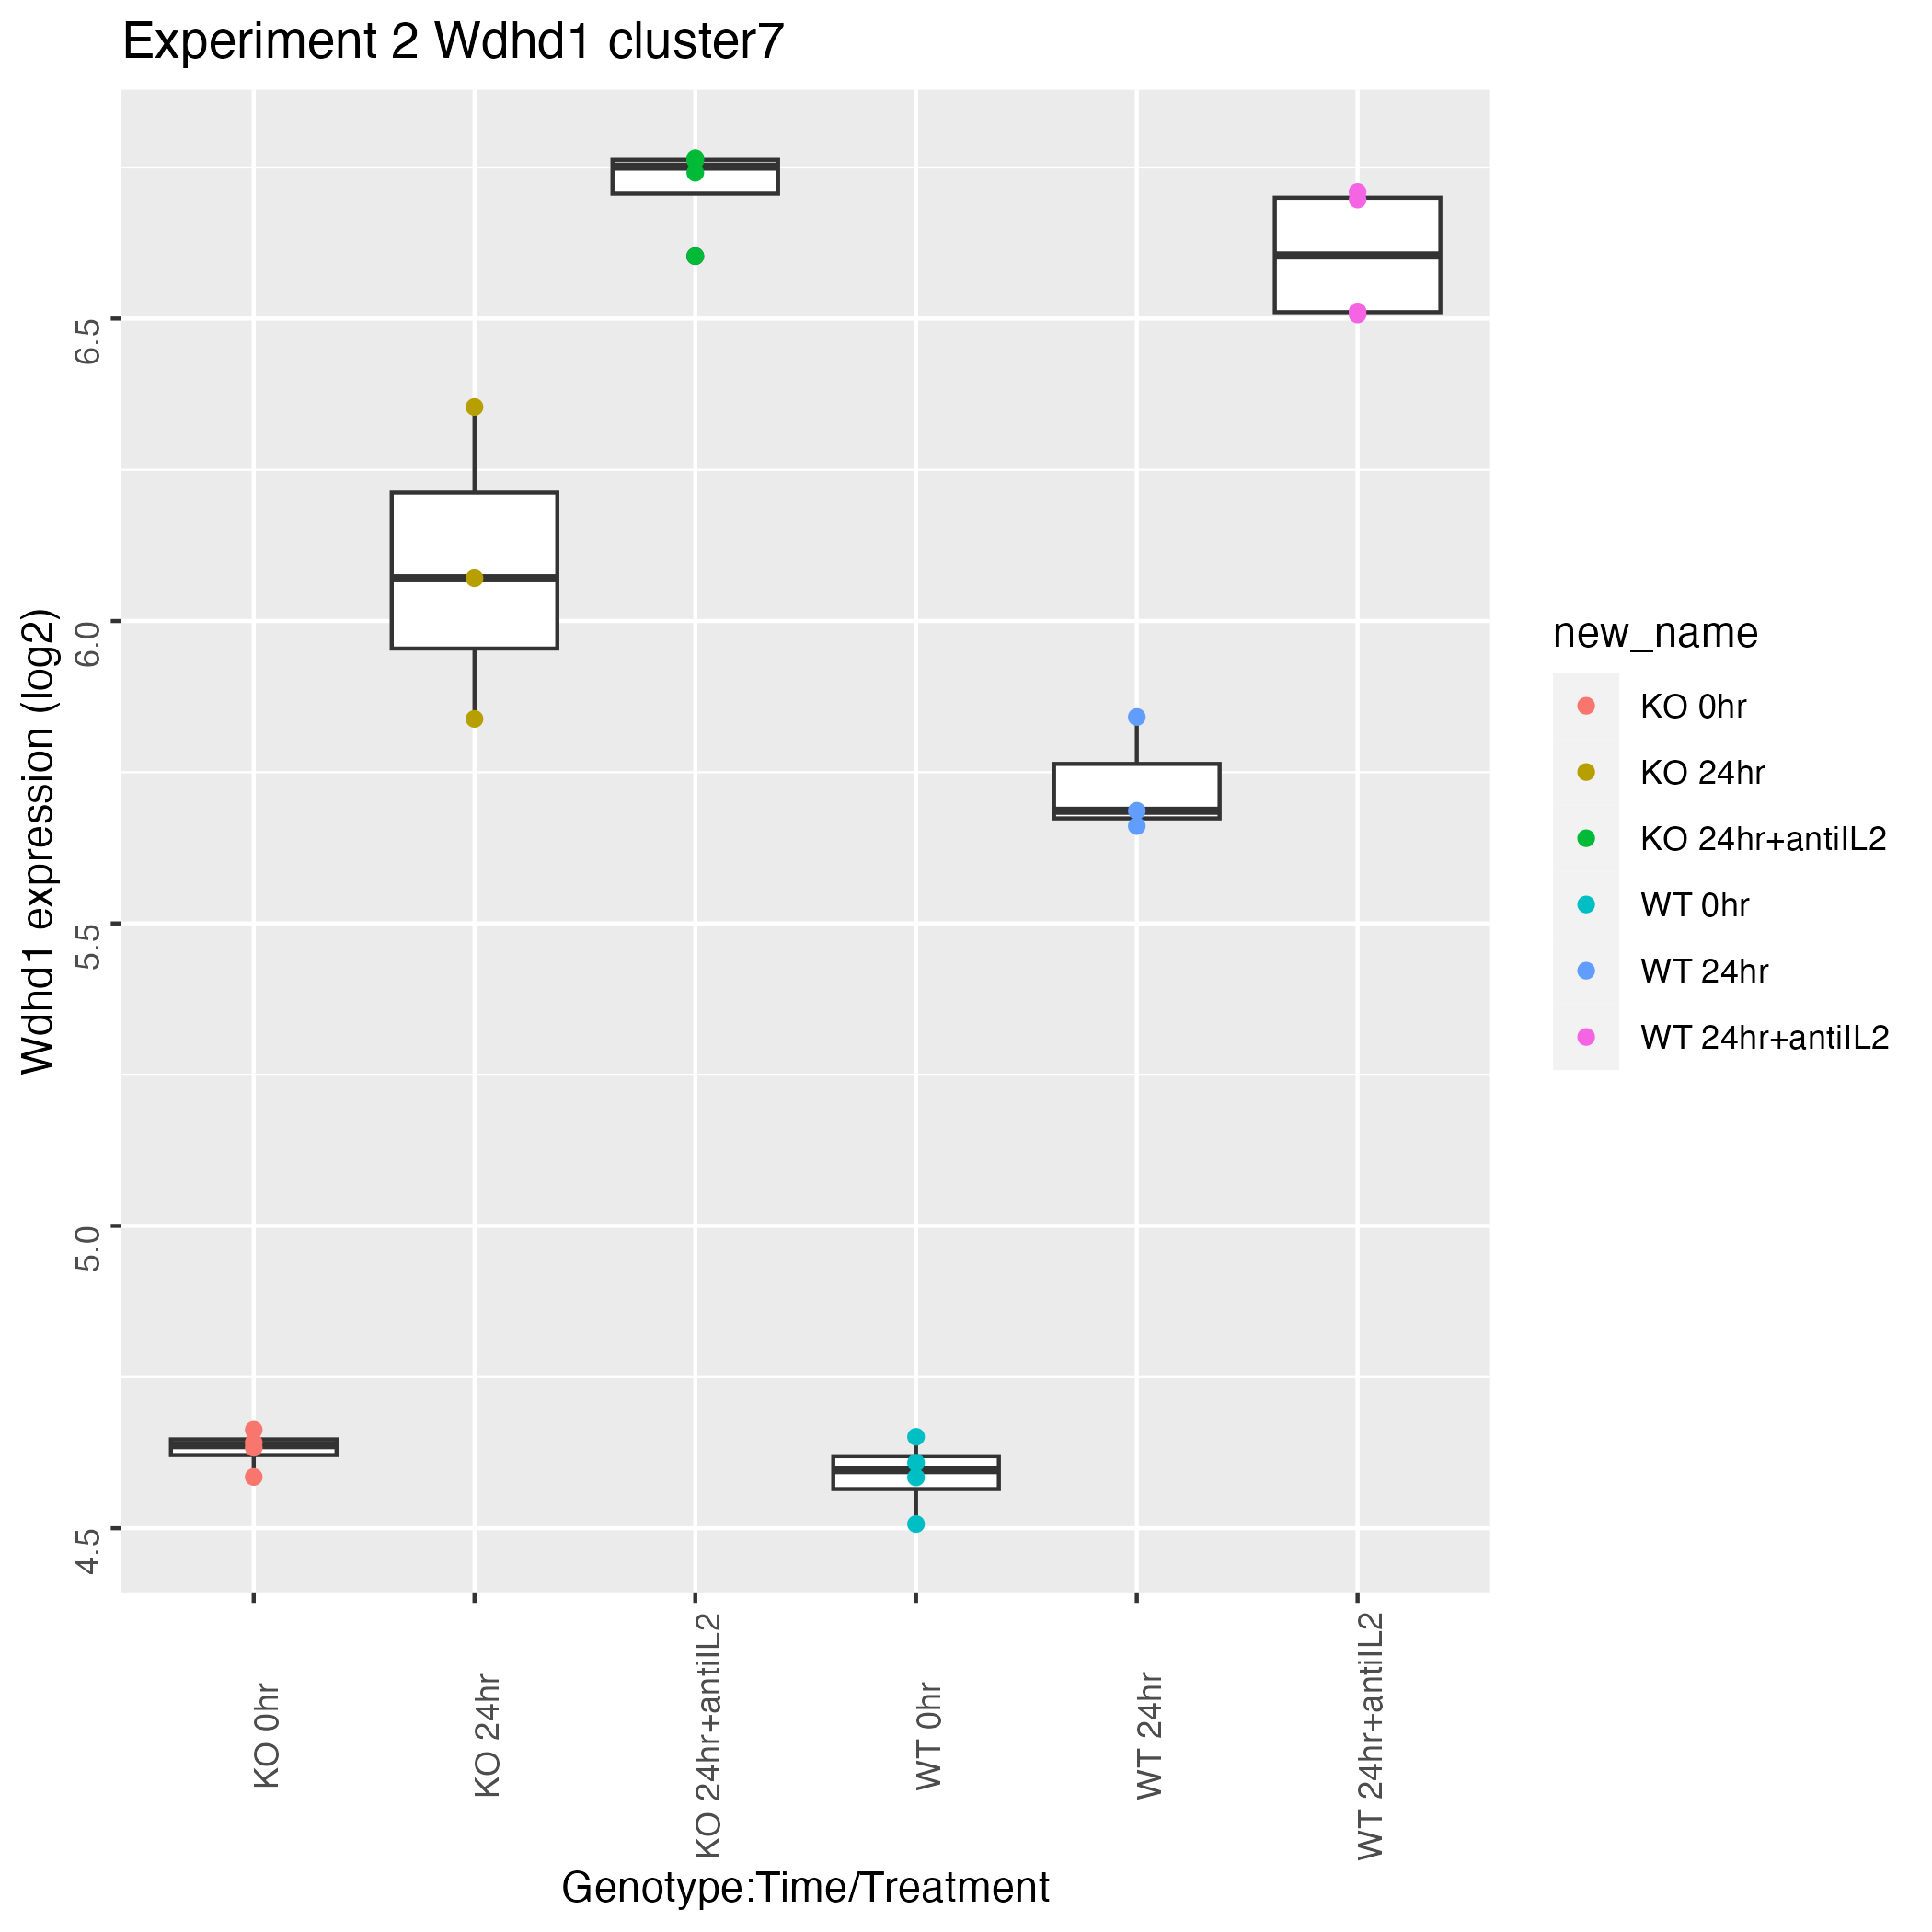 Experiment 2 Wdhd1 cluster7
Wdhd1 expression (log2)
6.5
6.0
5.5
5.0
4.5
KO 0hr
KO 24hr
KO 24hr+antiIL2
WT 0hr
WT 24hr
WT 24hr+antiIL2
Genotype:Time/Treatment
new_name
KO 0hr
KO 24hr
KO 24hr+antiIL2
WT 0hr
WT 24hr
WT 24hr+antiIL2